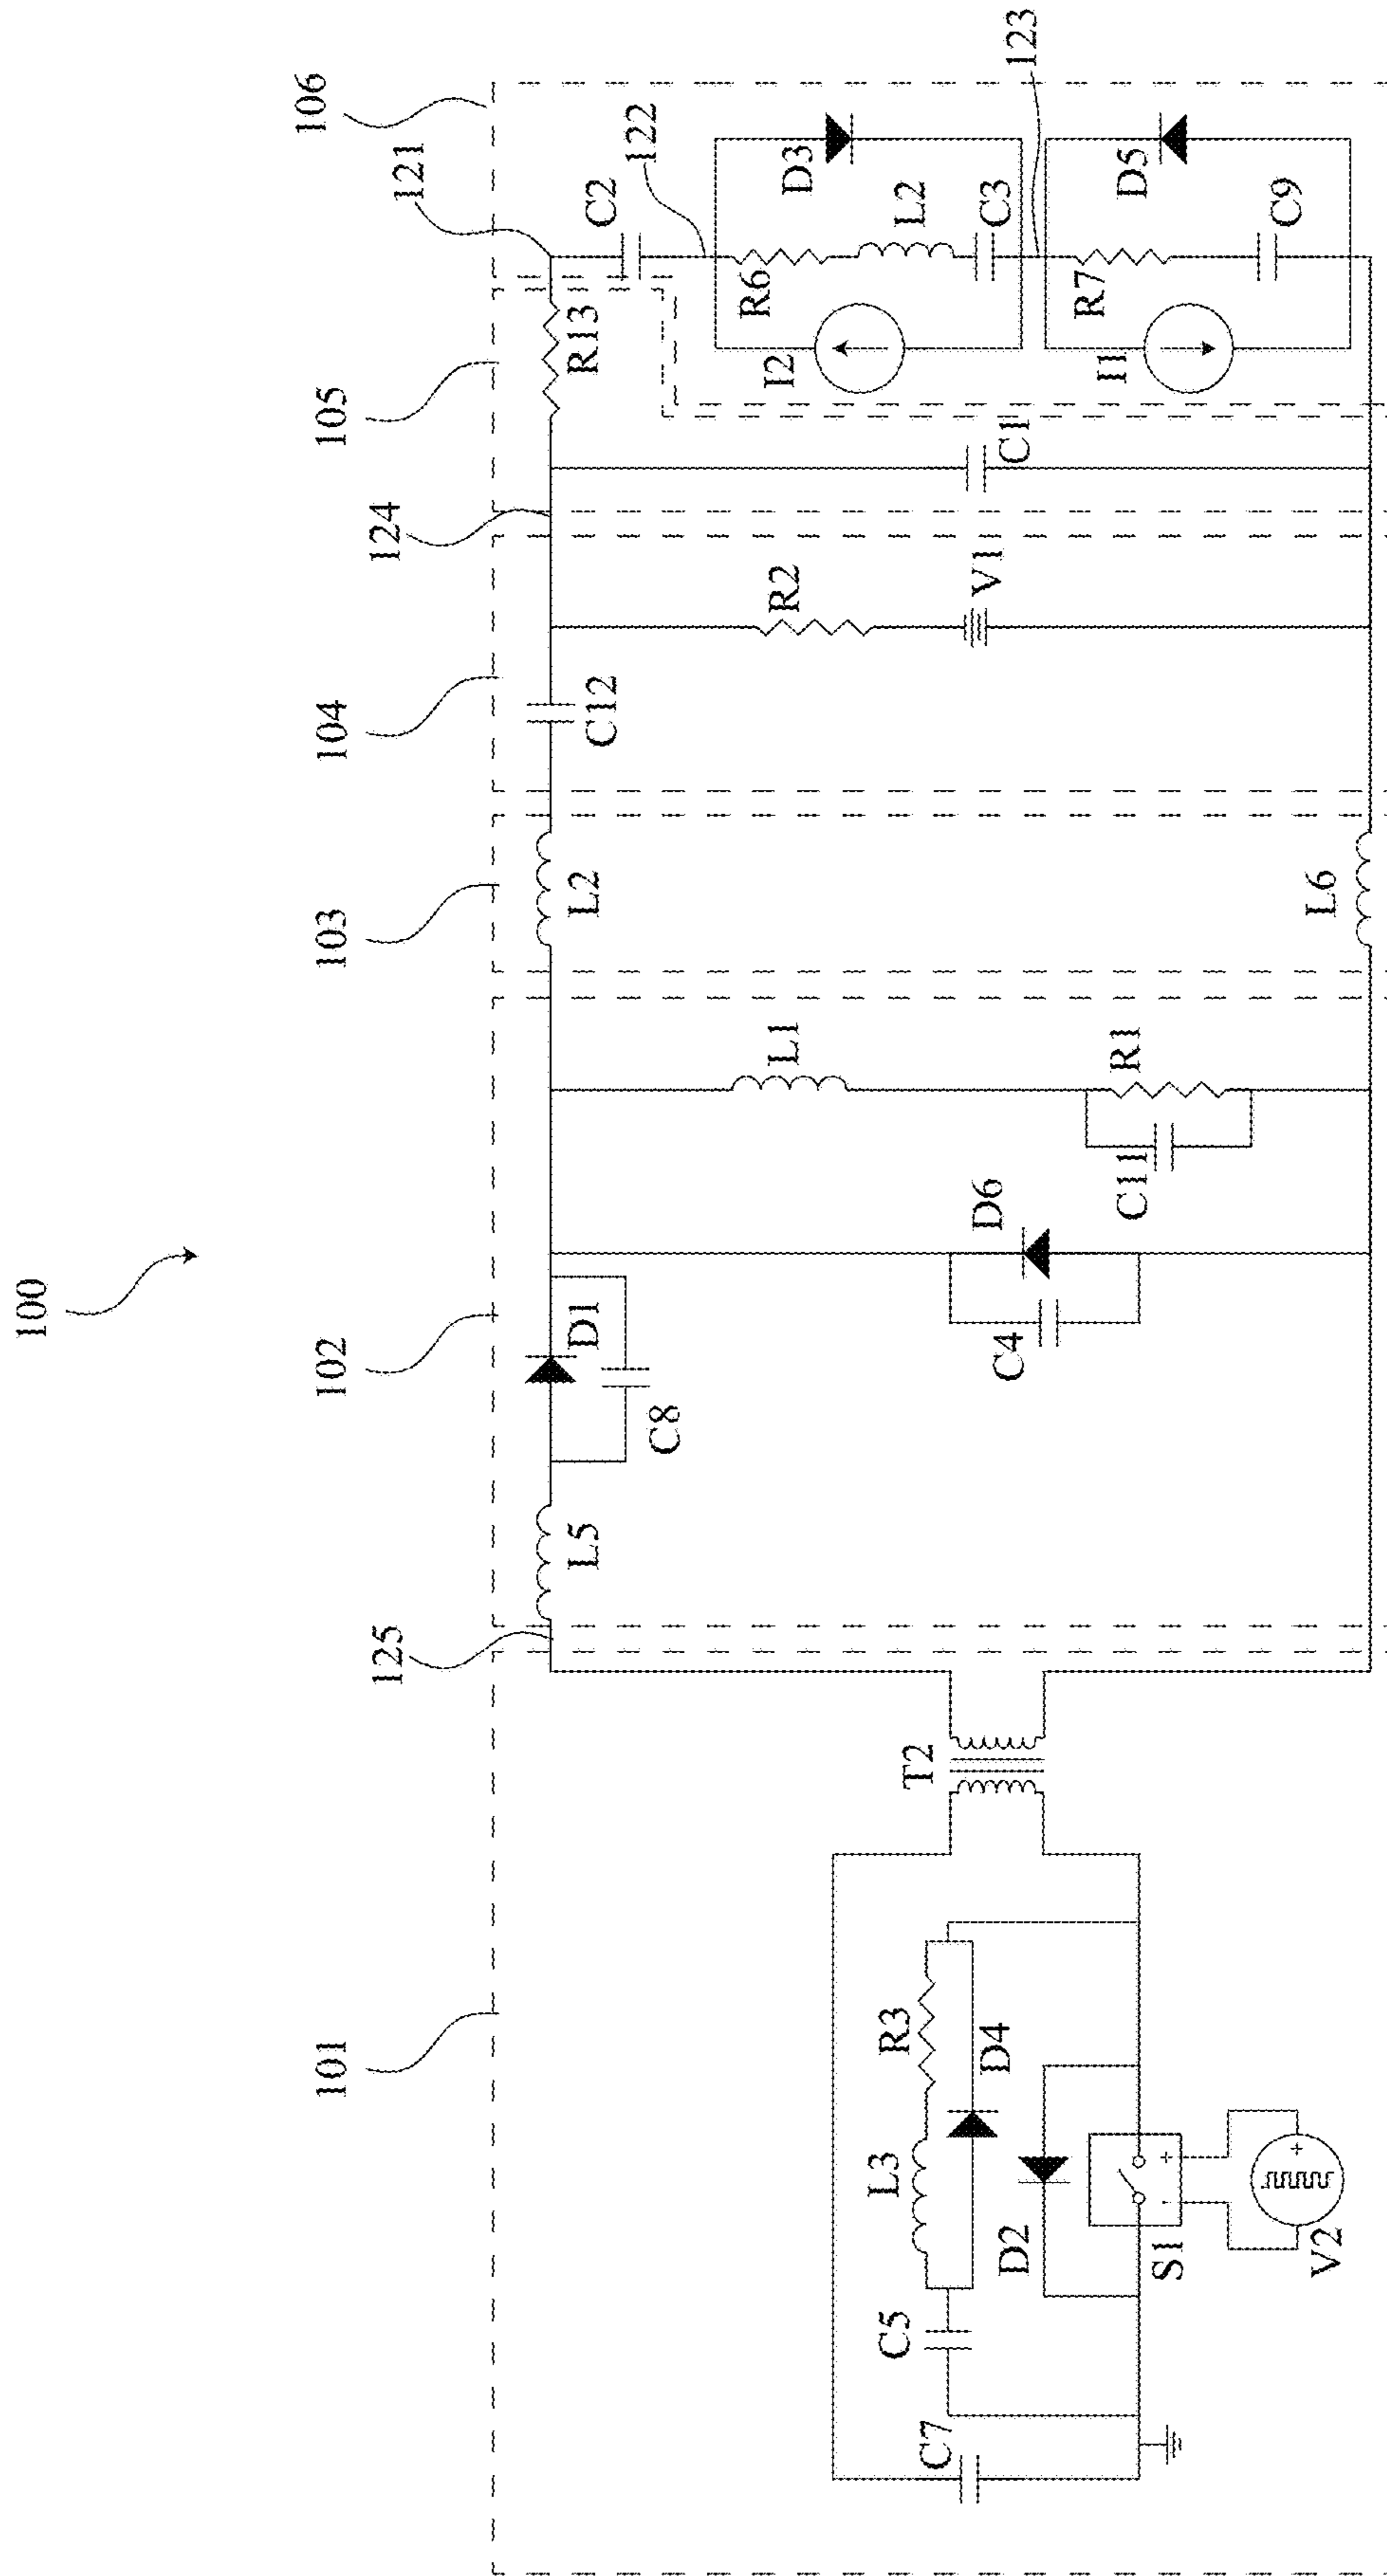 100
101
102
103
104
105
106
125
124
121
122
123
C7
C5
L3
R3
D4
D2
S1
+
-
V2
+
T2
L5
D1
C8
C4
D6
L1
C11
R1
L2
L6
C12
R2
V1
C1
R13
C2
R6
L2
C3
D3
I2
R7
C9
D5
I1